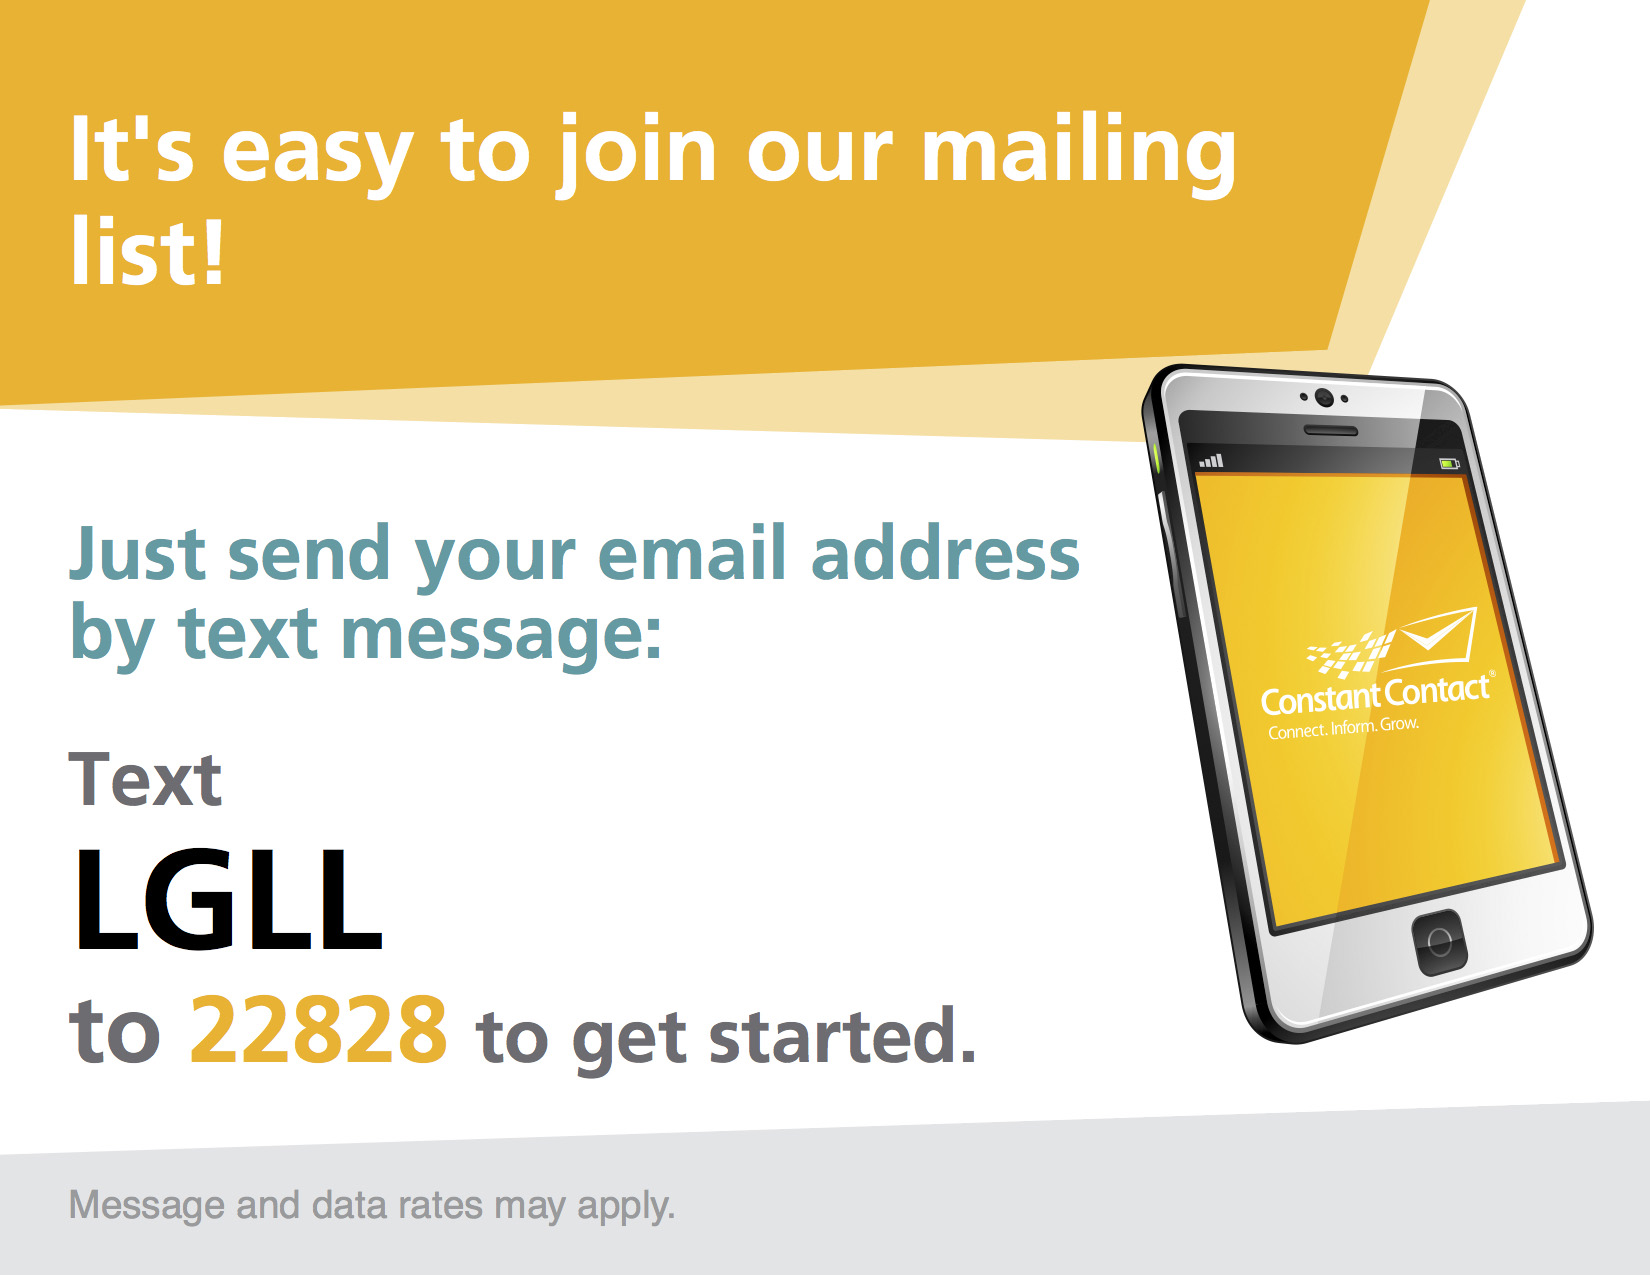 It's easy to join our mailing
list!
Just send your email address
by text message:
Text
LGLL
to 22828 to get started.
Constant Contact®
Connect. Inform. Grow.
Message and data rates may apply.